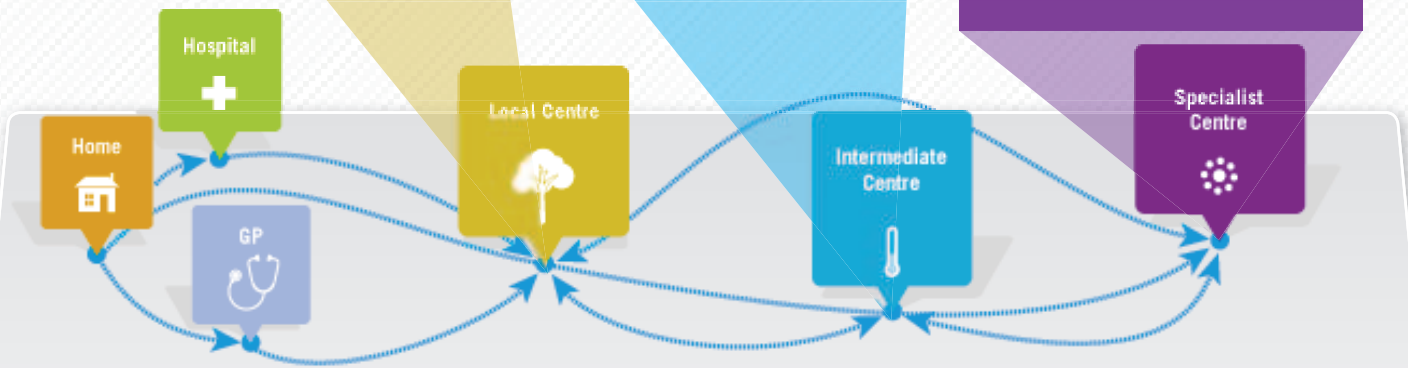 Hospital
Home
GP
Local Centre
Intermediate
Centre
Specialist
Centre